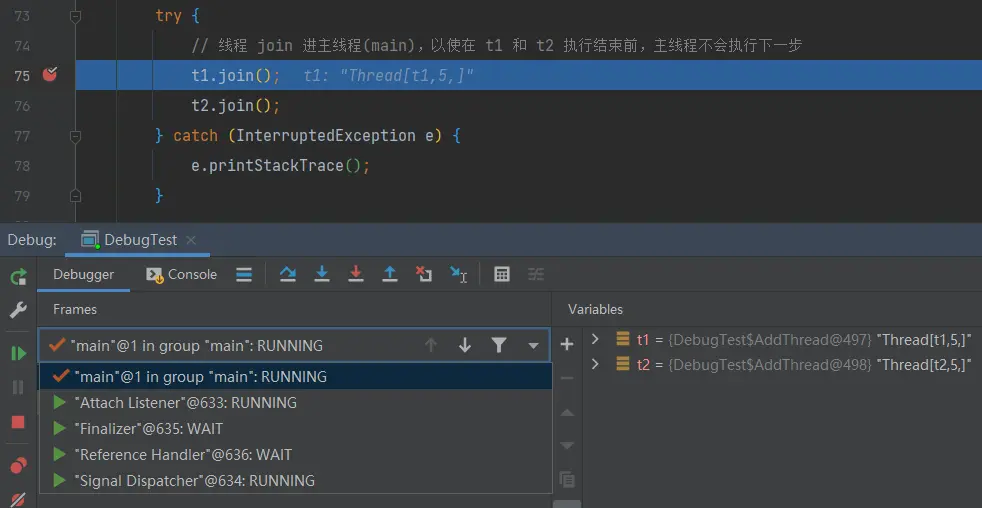 73 try {
74 // 线程 join 进主线程(main)，以使在 t1 和 t2 执行结束前，主线程不会执行下一步
75 t1.join(); t1: "Thread[t1,5,]"
76 t2.join();
77 } catch (InterruptedException e) {
78 e.printStackTrace();
79 }
Debug: DebugTest
Debugger Console
Frames
"main"@1 in group "main": RUNNING
"main"@1 in group "main": RUNNING
"Attach Listener"@633: RUNNING
"Finalizer"@635: WAIT
"Reference Handler"@636: WAIT
"Signal Dispatcher"@634: RUNNING
Variables
t1 = {DebugTest$AddThread@497} "Thread[t1,5,]"
t2 = {DebugTest$AddThread@498} "Thread[t2,5,]"